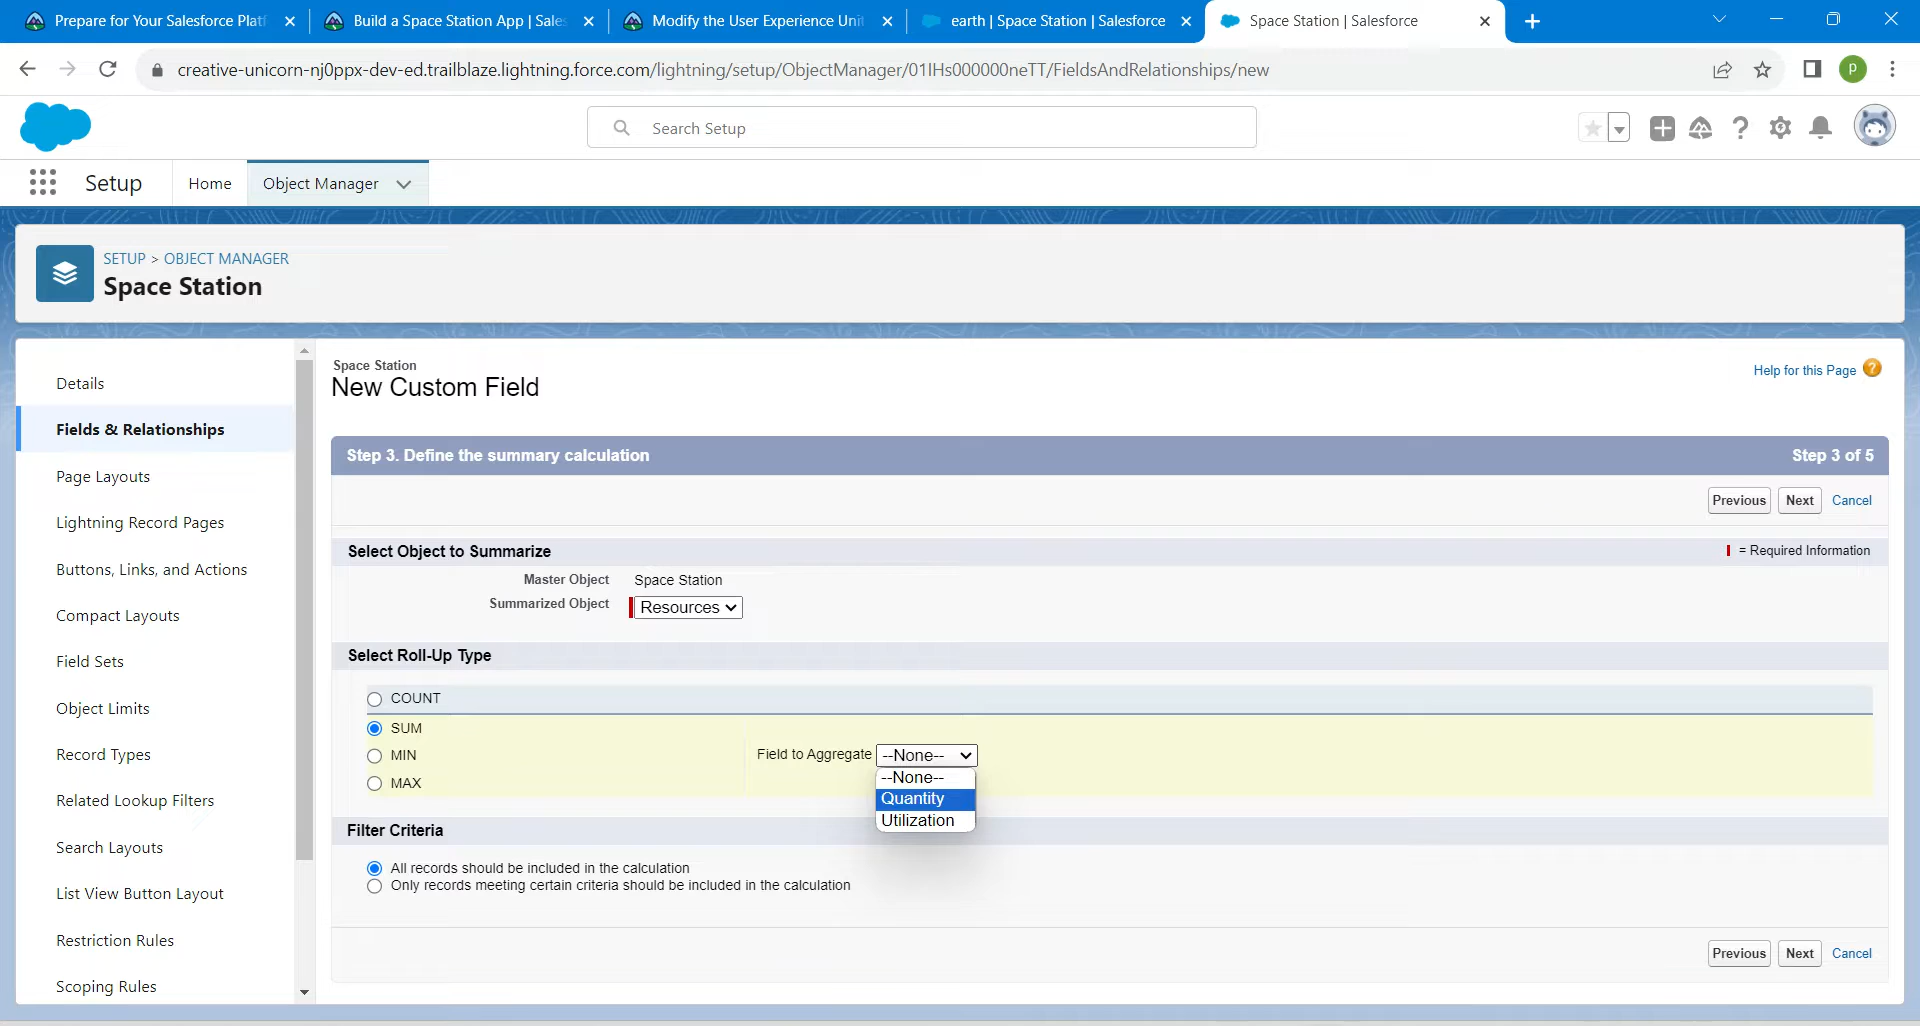 Prepare for Your Salesforce Platf
Build a Space Station App | Sales
Modify the User Experience Unit
earth | Space Station | Salesforce
Space Station | Salesforce
creative-unicorn-nj0ppx-dev-ed.trailblaze.lightning.force.com/lightning/setup/ObjectManager/01IHs000000neTT/FieldsAndRelationships/new
p
Search Setup
Setup
Home
Object Manager
SETUP > OBJECT MANAGER
Space Station
Details
Fields & Relationships
Page Layouts
Lightning Record Pages
Buttons, Links, and Actions
Compact Layouts
Field Sets
Object Limits
Record Types
Related Lookup Filters
Search Layouts
List View Button Layout
Restriction Rules
Scoping Rules
Space Station
New Custom Field
Help for this Page
Step 3. Define the summary calculation
Step 3 of 5
Previous Next Cancel
Select Object to Summarize
= Required Information
Master Object Space Station
Summarized Object Resources
Select Roll-Up Type
COUNT
SUM
MIN
MAX
Field to Aggregate --None--
--None--
Quantity
Utilization
Filter Criteria
All records should be included in the calculation
Only records meeting certain criteria should be included in the calculation
Previous Next Cancel